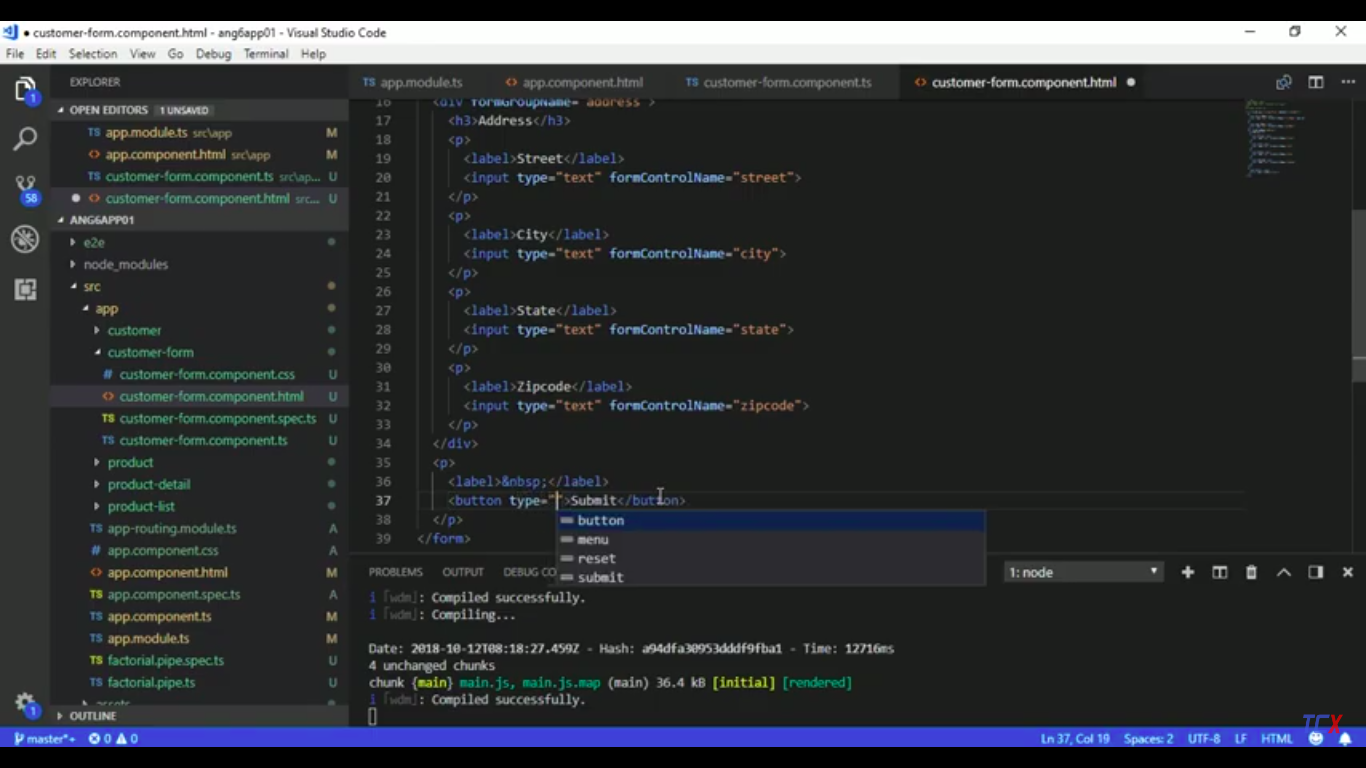 customer-form.component.html - ang6app01 - Visual Studio Code
File Edit Selection View Go Debug Terminal Help
EXPLORER
OPEN EDITORS 1 UNSAVED
TS app.module.ts src\app M
<> app.component.html src\app M
TS customer-form.component.ts src\ap... U
● <> customer-form.component.html src... U
ANG6APP01
e2e
node_modules
src
app
customer
customer-form
# customer-form.component.css U
<> customer-form.component.html U
TS customer-form.component.spec.ts U
TS customer-form.component.ts U
product
product-detail
product-list
TS app-routing.module.ts A
# app.component.css A
<> app.component.html M
TS app.component.spec.ts A
TS app.component.ts M
TS app.module.ts M
TS factorial.pipe.spec.ts U
TS factorial.pipe.ts U
assets
OUTLINE
1
58
1
TS app.module.ts <> app.component.html TS customer-form.component.ts <> customer-form.component.html ●
16 <div formGroupName="address">
17 <h3>Address</h3>
18 <p>
19 <label>Street</label>
20 <input type="text" formControlName="street">
21 </p>
22 <p>
23 <label>City</label>
24 <input type="text" formControlName="city">
25 </p>
26 <p>
27 <label>State</label>
28 <input type="text" formControlName="state">
29 </p>
30 <p>
31 <label>Zipcode</label>
32 <input type="text" formControlName="zipcode">
33 </p>
34 </div>
35 <p>
36 <label>&nbsp;</label>
37 <button type="">Submit</button>
38 </p>
39 </form>
button
menu
reset
submit
PROBLEMS OUTPUT DEBUG CO 1: node
i ｢wdm｣: Compiled successfully.
i ｢wdm｣: Compiling...
Date: 2018-10-12T08:18:27.459Z - Hash: a94dfa30953dddf9fba1 - Time: 12716ms
4 unchanged chunks
chunk {main} main.js, main.js.map (main) 36.4 kB [initial] [rendered]
i ｢wdm｣: Compiled successfully.
TCX
master*+ 0 0 Ln 37, Col 19 Spaces: 2 UTF-8 LF HTML